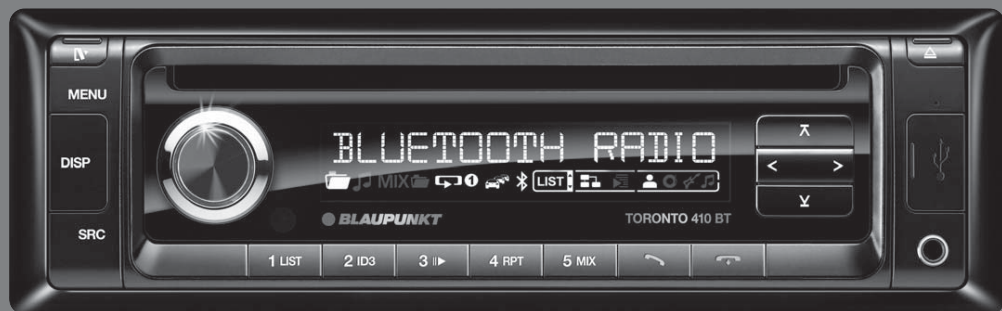 MENU
BLUETOOTH RADIO
DISP
MIX 1 LIST
BLAUPUNKT TORONTO 410 BT
SRC
1 LIST 2 ID3 3 4 RPT 5 MIX